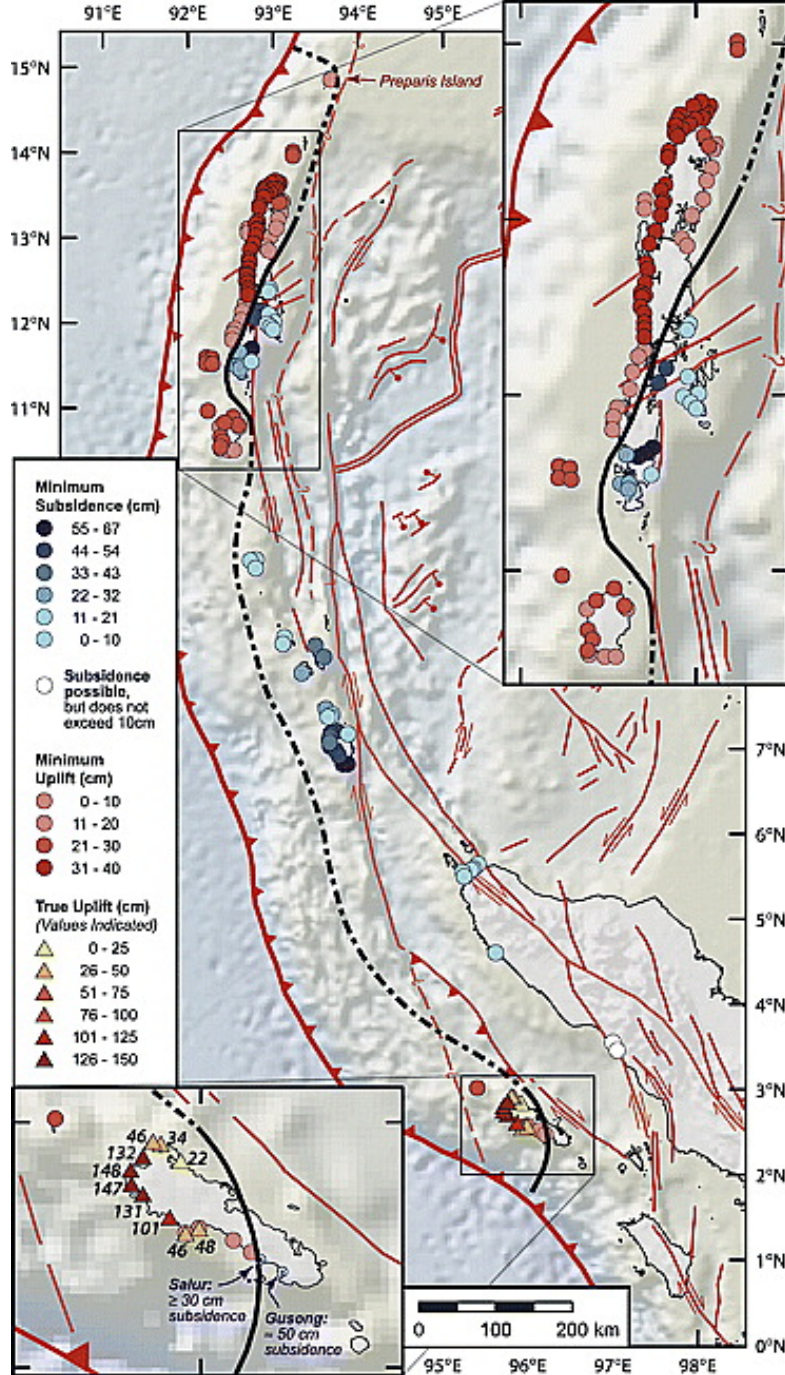 91°E 92°E 93°E 94°E 95°E
15°N
14°N
13°N
12°N
11°N
Preparis Island
?
?
?
?
Minimum
Subsidence (cm)
55 - 67
44 - 54
33 - 43
22 - 32
11 - 21
0 - 10
Subsidence
possible,
but does not
exceed 10cm
Minimum
Uplift (cm)
0 - 10
11 - 20
21 - 30
31 - 40
True Uplift (cm)
(Values Indicated)
0 - 25
26 - 50
51 - 75
76 - 100
101 - 125
126 - 150
7°N
6°N
5°N
4°N
3°N
2°N
1°N
0°N
46 34
132
22
148
147
131
101
46 48
Salur:
≥ 30 cm
subsidence
Gusong:
≈ 50 cm
subsidence
0 100 200 km
95°E 96°E 97°E 98°E